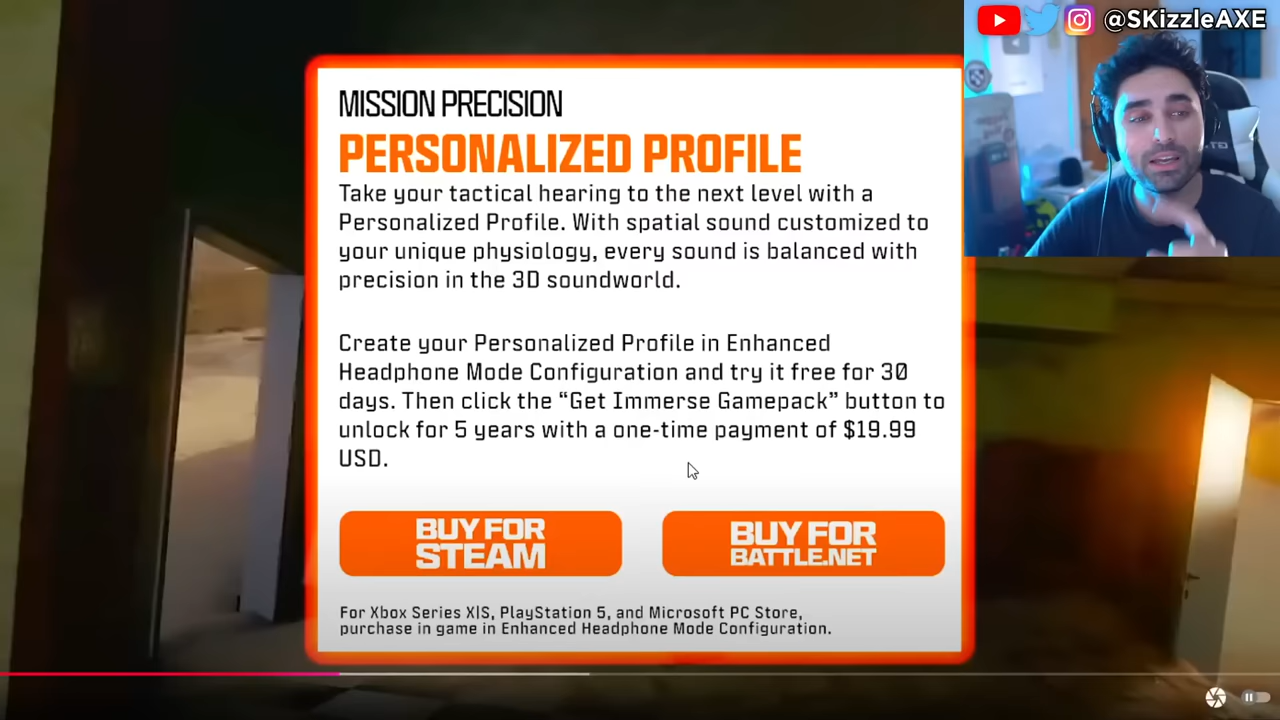 @SKizzleAXE
MISSION PRECISION
PERSONALIZED PROFILE
Take your tactical hearing to the next level with a
Personalized Profile. With spatial sound customized to
your unique physiology, every sound is balanced with
precision in the 3D soundworld.
Create your Personalized Profile in Enhanced
Headphone Mode Configuration and try it free for 30
days. Then click the “Get Immerse Gamepack” button to
unlock for 5 years with a one-time payment of $19.99
USD.
BUY FOR
STEAM
BUY FOR
BATTLE.NET
For Xbox Series X|S, PlayStation 5, and Microsoft PC Store,
purchase in game in Enhanced Headphone Mode Configuration.